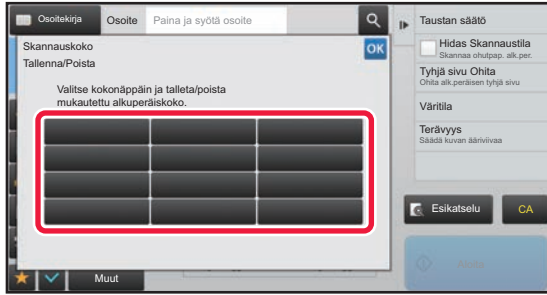 Osoitekirja
Osoite
Paina ja syötä osoite
Skannauskoko
OK
Tallenna/Poista
Valitse kokonäppäin ja talleta/poista
mukautettu alkuperäiskoko.
Muut
Taustan säätö
Hidas Skannaustila
Skannaa ohutpap. alk.per.
Tyhjä sivu Ohita
Ohita alk.peräisen tyhjä sivu
Väritila
Terävyys
Säädä kuvan ääriviivaa
Esikatselu
CA